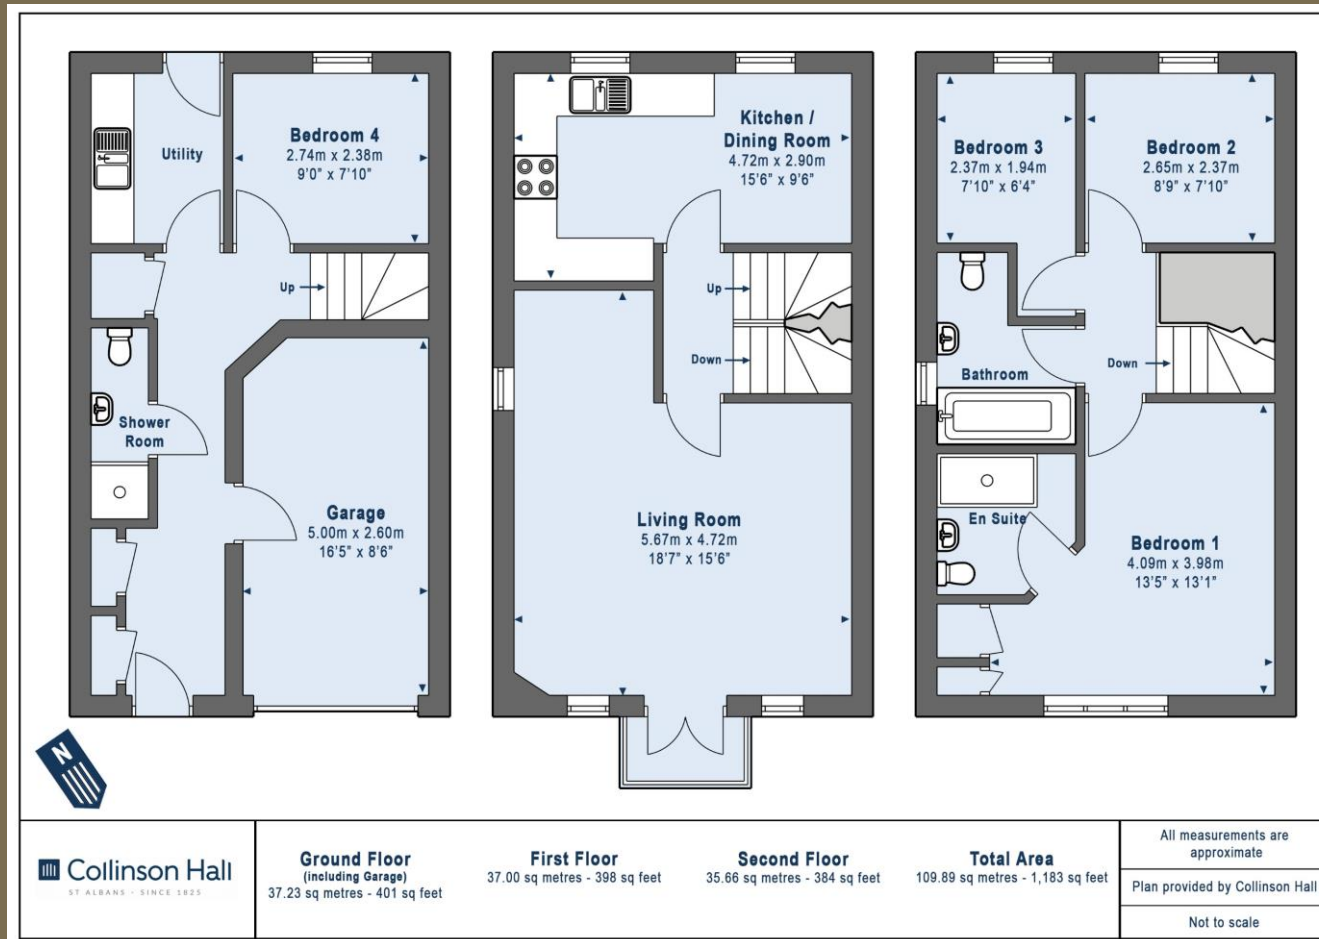 Utility
Bedroom 4
2.74m x 2.38m
9'0" x 7'10"
Up
Shower
Room
Garage
5.00m x 2.60m
16'5" x 8'6"
Kitchen /
Dining Room
4.72m x 2.90m
15'6" x 9'6"
Up
Down
Living Room
5.67m x 4.72m
18'7" x 15'6"
Bedroom 3
2.37m x 1.94m
7'10" x 6'4"
Bedroom 2
2.65m x 2.37m
8'9" x 7'10"
Bathroom
Down
En Suite
Bedroom 1
4.09m x 3.98m
13'5" x 13'1"
N
Collinson Hall
ST ALBANS - SINCE 1825
Ground Floor
(including Garage)
37.23 sq metres - 401 sq feet
First Floor
37.00 sq metres - 398 sq feet
Second Floor
35.66 sq metres - 384 sq feet
Total Area
109.89 sq metres - 1,183 sq feet
All measurements are
approximate
Plan provided by Collinson Hall
Not to scale